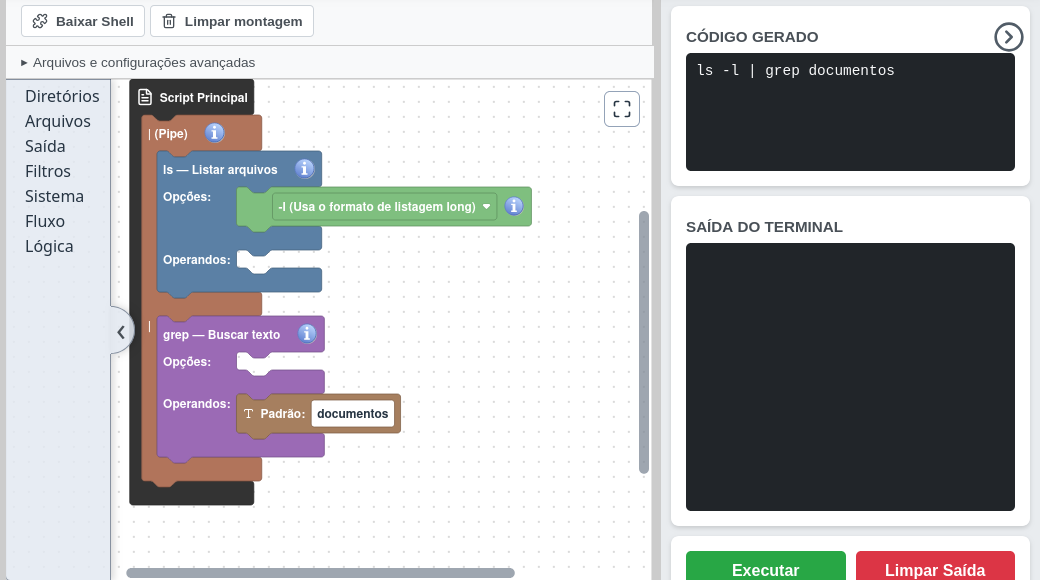 Baixar Shell
Limpar montagem
▸ Arquivos e configurações avançadas
Diretórios
Arquivos
Saída
Filtros
Sistema
Fluxo
Lógica
Script Principal
| (Pipe) i
ls — Listar arquivos i
Opções:
-l (Usa o formato de listagem long) ▾ i
Operandos:
|
grep — Buscar texto i
Opções:
Operandos:
T Padrão: documentos
CÓDIGO GERADO
ls -l | grep documentos
SAÍDA DO TERMINAL
Executar
Limpar Saída